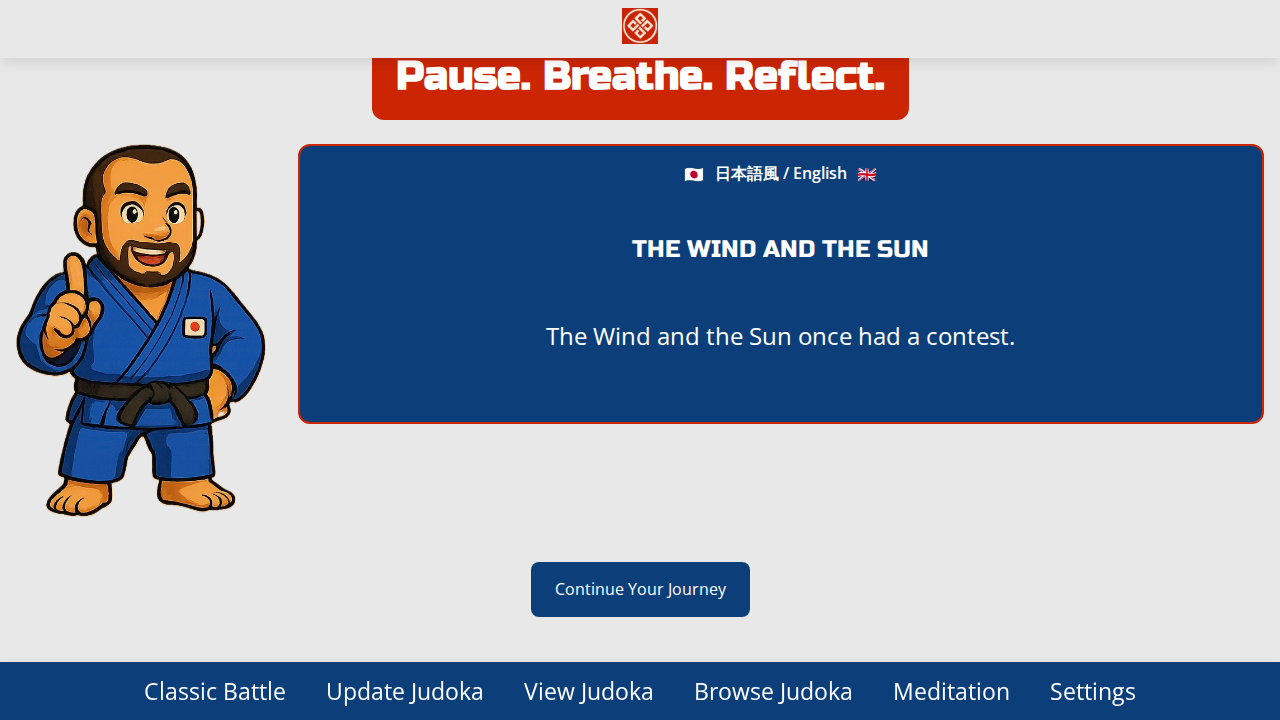 Pause. Breathe. Reflect.
日本語風 / English
THE WIND AND THE SUN
The Wind and the Sun once had a contest.
Continue Your Journey
Classic Battle Update Judoka View Judoka Browse Judoka Meditation Settings